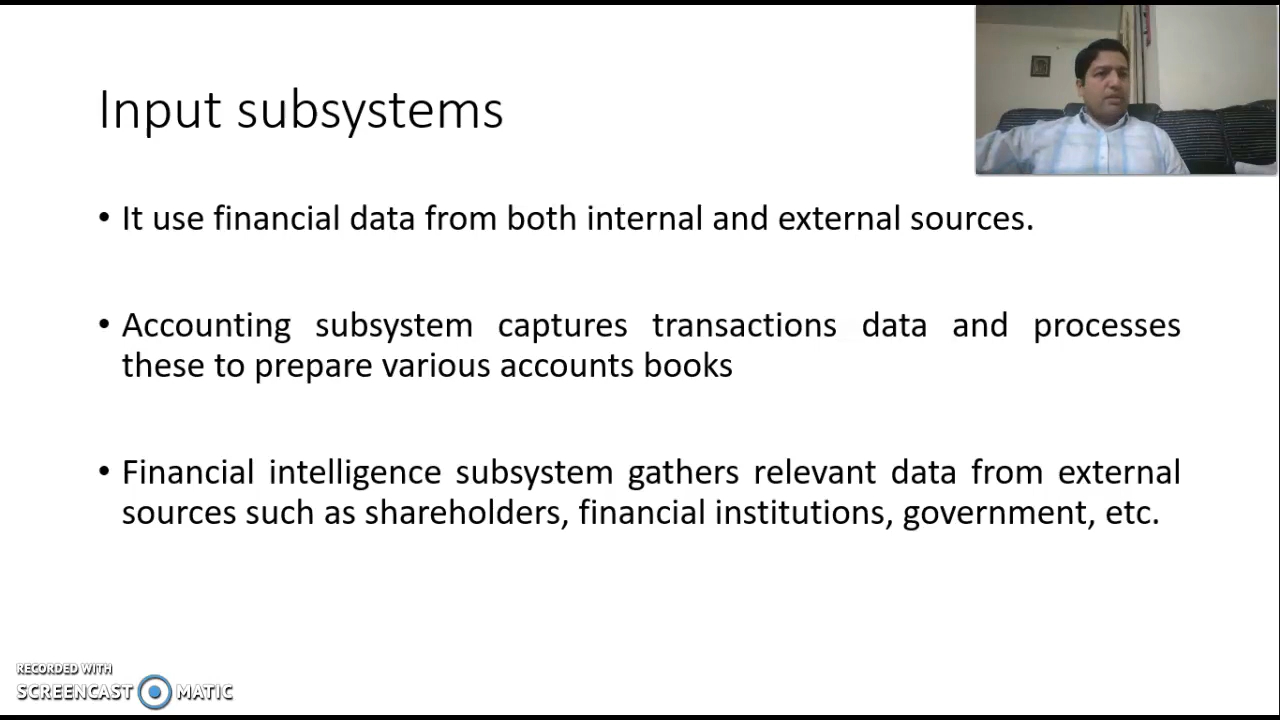 Input subsystems
• It use financial data from both internal and external sources.
• Accounting subsystem captures transactions data and processes
these to prepare various accounts books
• Financial intelligence subsystem gathers relevant data from external
sources such as shareholders, financial institutions, government, etc.
RECORDED WITH
SCREENCAST MATIC